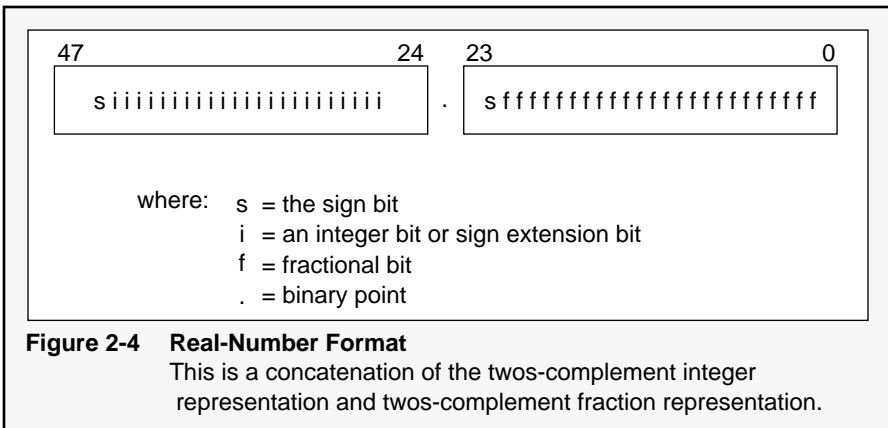 47 24 23 0
s i i i i i i i i i i i i i i i i i i i i i i i . s f f f f f f f f f f f f f f f f f f f f f f f
where: s = the sign bit
i = an integer bit or sign extension bit
f = fractional bit
. = binary point
Figure 2-4 Real-Number Format
This is a concatenation of the twos-complement integer
representation and twos-complement fraction representation.